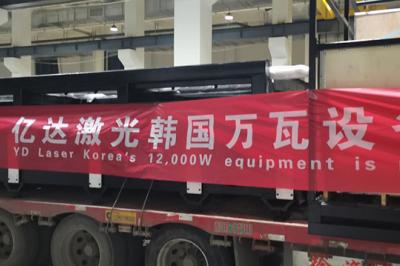 亿达激光韩国万瓦设
YD Laser Korea's 12,000W equipment is